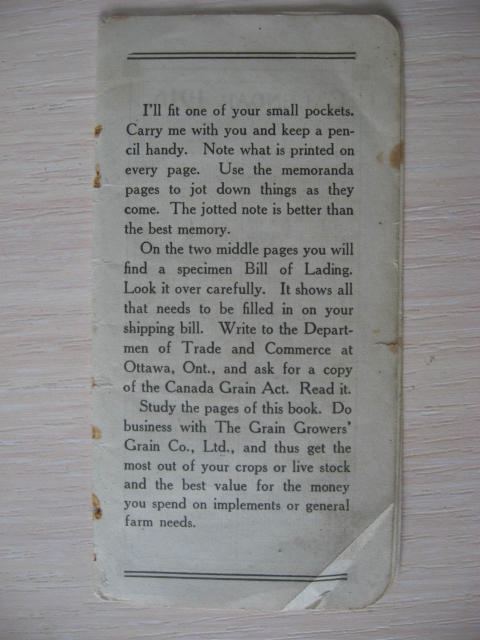 I'll fit one of your small pockets.
Carry me with you and keep a pen-
cil handy. Note what is printed on
every page. Use the memoranda
pages to jot down things as they
come. The jotted note is better than
the best memory.
On the two middle pages you will
find a specimen Bill of Lading.
Look it over carefully. It shows all
that needs to be filled in on your
shipping bill. Write to the Depart-
men of Trade and Commerce at
Ottawa, Ont., and ask for a copy
of the Canada Grain Act. Read it.
Study the pages of this book. Do
business with The Grain Growers'
Grain Co., Ltd., and thus get the
most out of your crops or live stock
and the best value for the money
you spend on implements or general
farm needs.